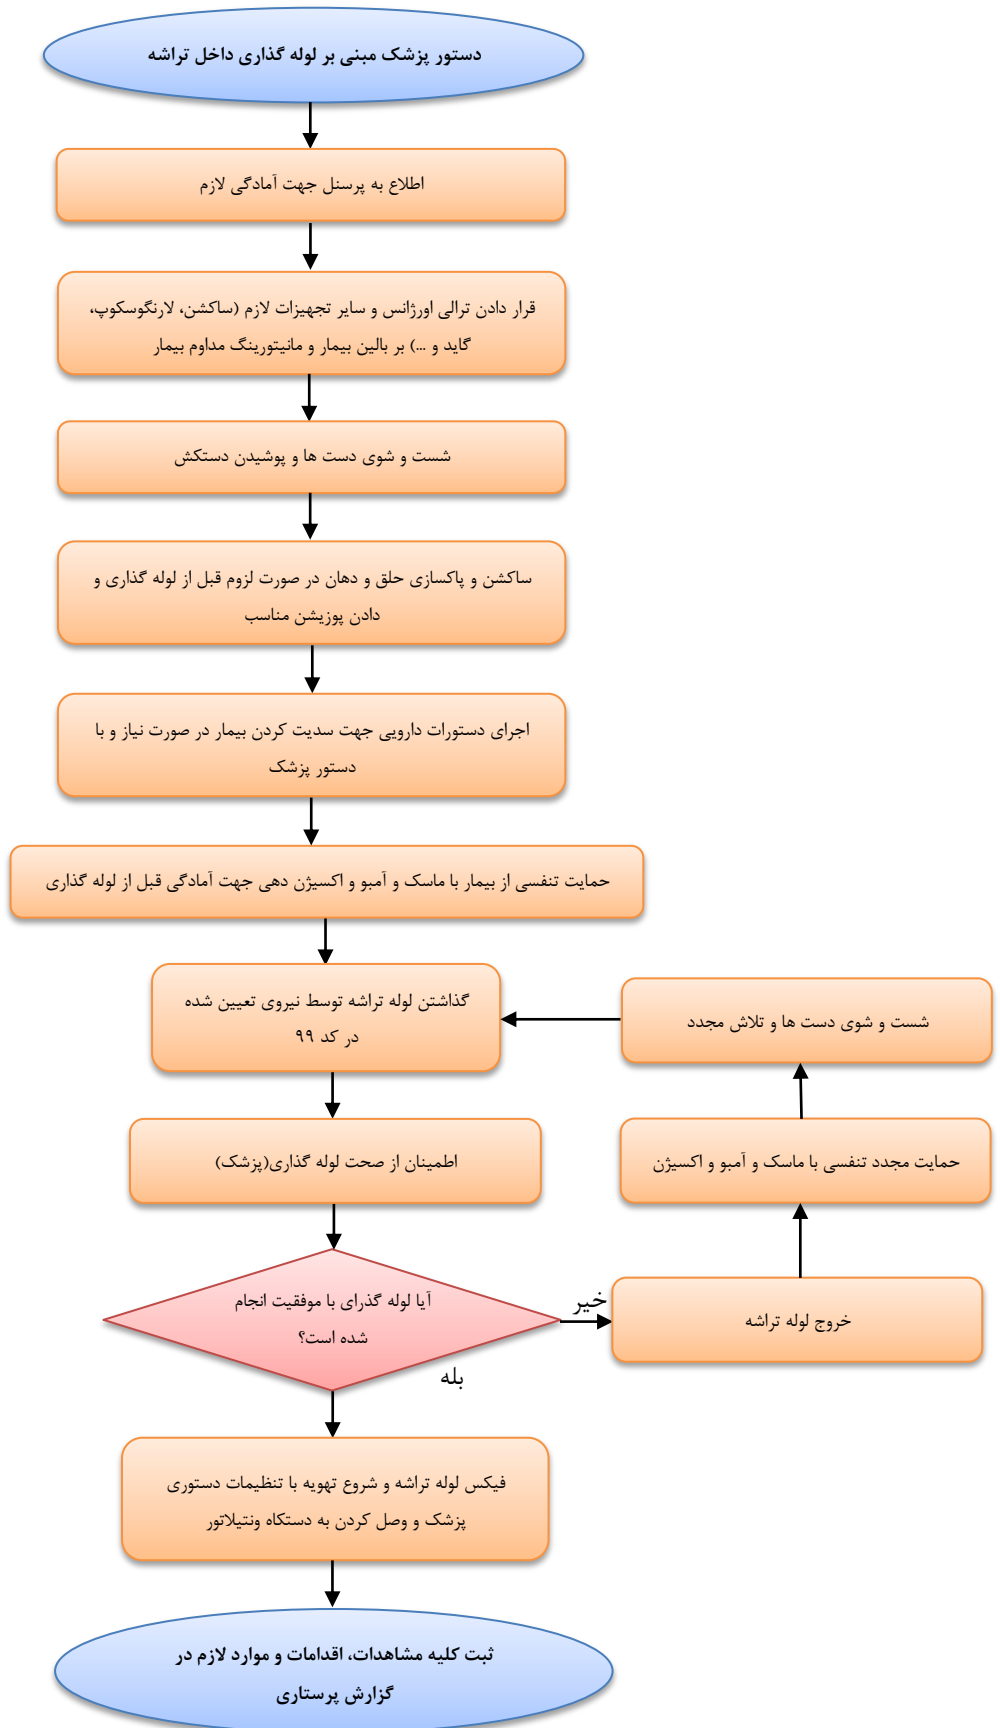 دستور پزشک مبنی بر لوله گذاری داخل تراشه
اطلاع به پرسنل جهت آمادگی لازم
قرار دادن ترالی اورژانس و سایر تجهیزات لازم (ساکشن، لارنگوسکوپ،
گاید و ...) بر بالین بیمار و مانیتورینگ مداوم بیمار
شست و شوی دست ها و پوشیدن دستکش
ساکشن و پاکسازی حلق و دهان در صورت لزوم قبل از لوله گذاری و
دادن پوزیشن مناسب
اجرای دستورات دارویی جهت سدیت کردن بیمار در صورت نیاز و با
دستور پزشک
حمایت تنفسی از بیمار با ماسک و آمبو و اکسیژن دهی جهت آمادگی قبل از لوله گذاری
گذاشتن لوله تراشه توسط نیروی تعیین شده
در کد ۹۹
شست و شوی دست ها و تلاش مجدد
اطمینان از صحت لوله گذاری(پزشک)
حمایت مجدد تنفسی با ماسک و آمبو و اکسیژن
آیا لوله گذرای با موفقیت انجام
شده است؟
خیر
خروج لوله تراشه
بله
فیکس لوله تراشه و شروع تهویه با تنظیمات دستوری
پزشک و وصل کردن به دستگاه ونتیلاتور
ثبت کلیه مشاهدات، اقدامات و موارد لازم در
گزارش پرستاری